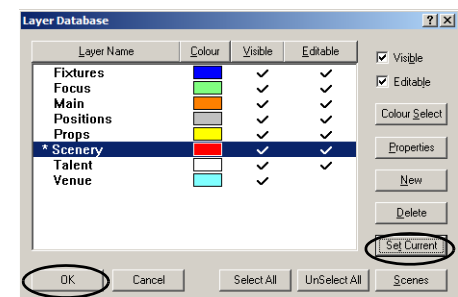 Layer Database
Layer Name Colour Visible Editable
Fixtures
Focus
Main
Positions
Props
* Scenery
Talent
Venue
Visible
Editable
Colour Select
Properties
New
Delete
Set Current
OK Cancel Select All UnSelect All Scenes